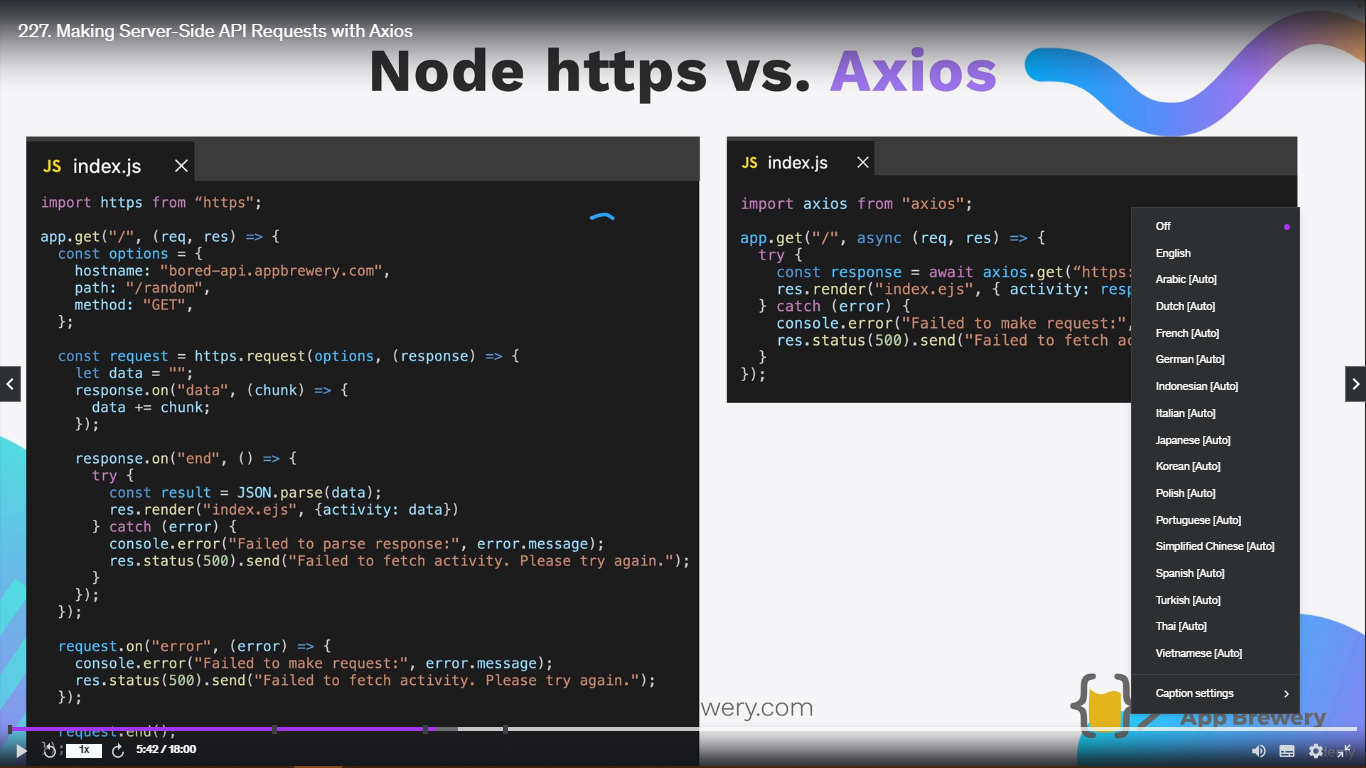 227. Making Server-Side API Requests with Axios
Node https vs. Axios
JS index.js
import https from “https";
app.get("/", (req, res) => {
const options = {
hostname: "bored-api.appbrewery.com",
path: "/random",
method: "GET",
};
const request = https.request(options, (response) => {
let data = "";
response.on("data", (chunk) => {
data += chunk;
});
response.on("end", () => {
try {
const result = JSON.parse(data);
res.render("index.ejs", {activity: data})
} catch (error) {
console.error("Failed to parse response:", error.message);
res.status(500).send("Failed to fetch activity. Please try again.");
}
});
});
request.on("error", (error) => {
console.error("Failed to make request:", error.message);
res.status(500).send("Failed to fetch activity. Please try again.");
});
request.end();
});
JS index.js
import axios from "axios";
app.get("/", async (req, res) => {
try {
const response = await axios.get(“https:
res.render("index.ejs", { activity: resp
} catch (error) {
console.error("Failed to make request:",
res.status(500).send("Failed to fetch ac
}
});
Off
English
Arabic [Auto]
Dutch [Auto]
French [Auto]
German [Auto]
Indonesian [Auto]
Italian [Auto]
Japanese [Auto]
Korean [Auto]
Polish [Auto]
Portuguese [Auto]
Simplified Chinese [Auto]
Spanish [Auto]
Turkish [Auto]
Thai [Auto]
Vietnamese [Auto]
Caption settings
wery.com
App Brewery
1x
5:42 / 18:00